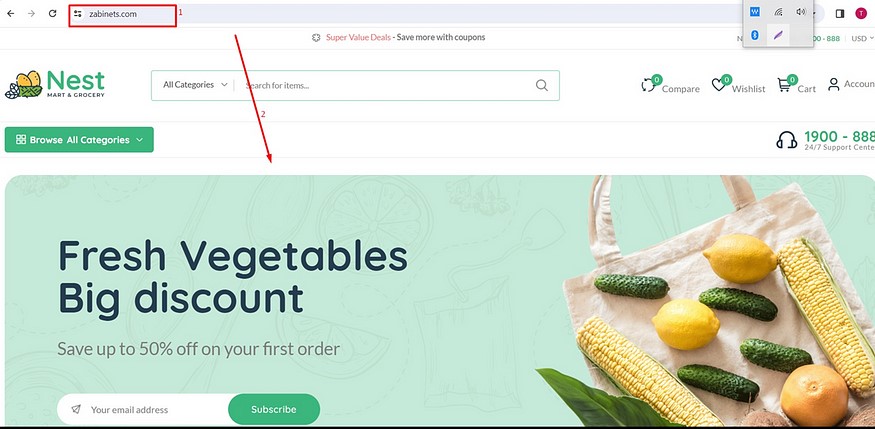 zabinets.com
1
T
Super Value Deals - Save more with coupons
00 - 888
USD
Nest
MART & GROCERY
All Categories
Search for items...
0
Compare
0
Wishlist
0
Cart
Accoun
2
Browse All Categories
1900 - 888
24/7 Support Cente
Fresh Vegetables
Big discount
Save up to 50% off on your first order
Your email address
Subscribe